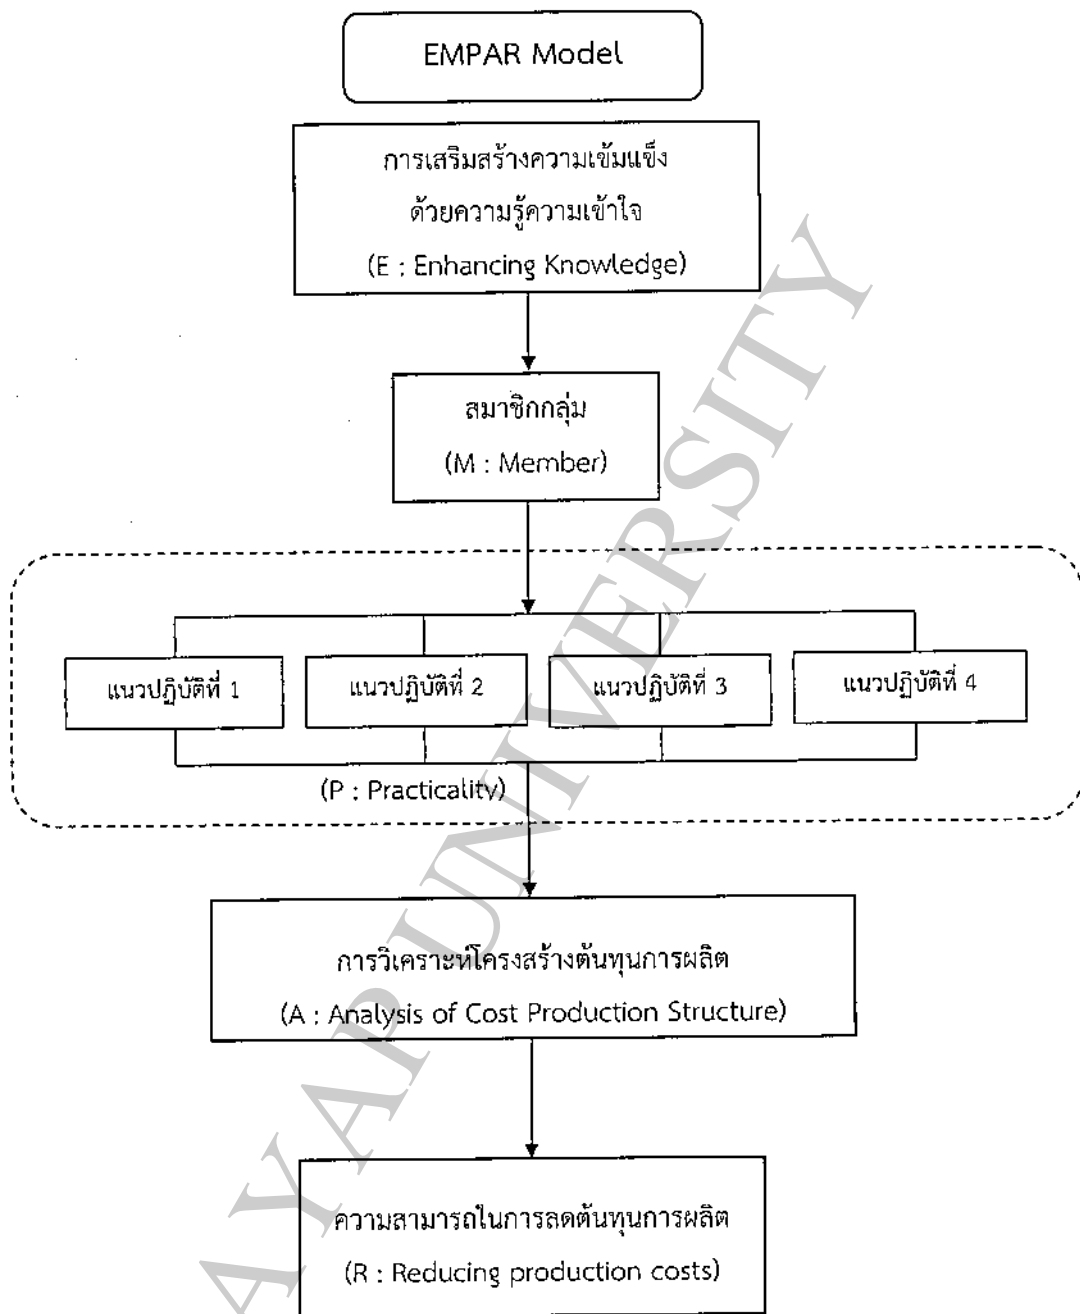 EMPAR Model
การเสริมสร้างความเข้มแข็ง
ด้วยความรู้ความเข้าใจ
(E : Enhancing Knowledge)
สมาชิกกลุ่ม
(M : Member)
แนวปฏิบัติที่ 1
แนวปฏิบัติที่ 2
แนวปฏิบัติที่ 3
แนวปฏิบัติที่ 4
(P : Practicality)
การวิเคราะห์โครงสร้างต้นทุนการผลิต
(A : Analysis of Cost Production Structure)
ความสามารถในการลดต้นทุนการผลิต
(R : Reducing production costs)
AYAP UNIVERSITY